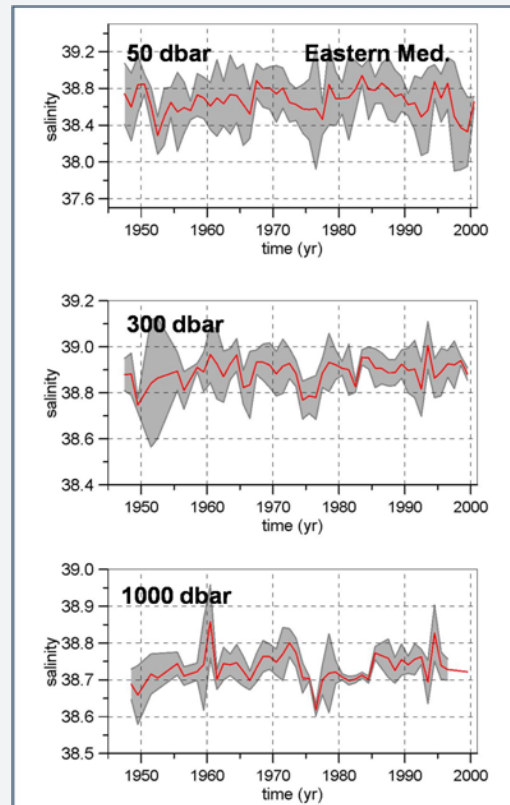 50 dbar Eastern Med.
39.2
38.8
38.4
38.0
37.6
salinity
1950 1960 1970 1980 1990 2000
time (yr)
300 dbar
39.2
39.0
38.8
38.6
38.4
salinity
1950 1960 1970 1980 1990 2000
time (yr)
1000 dbar
39.0
38.9
38.8
38.7
38.6
38.5
salinity
1950 1960 1970 1980 1990 2000
time (yr)